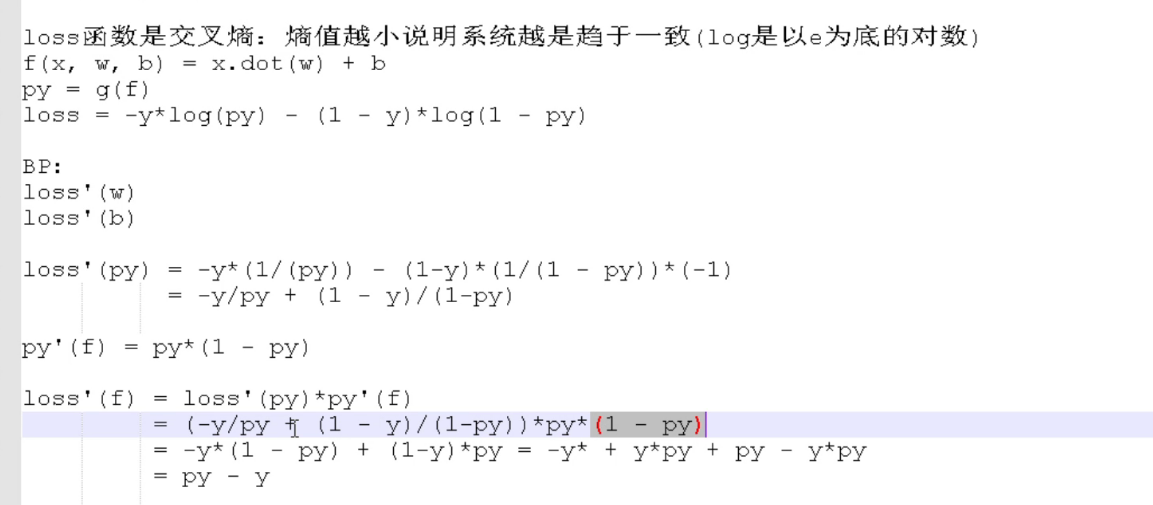 loss函数是交叉熵：熵值越小说明系统越是趋于一致(log是以e为底的对数)
f(x, w, b) = x.dot(w) + b
py = g(f)
loss = -y*log(py) - (1 - y)*log(1 - py)
BP:
loss'(w)
loss'(b)
loss'(py) = -y*(1/(py)) - (1-y)*(1/(1 - py))*(-1)
= -y/py + (1 - y)/(1-py)
py'(f) = py*(1 - py)
loss'(f) = loss'(py)*py'(f)
= (-y/py + (1 - y)/(1-py))*py*(1 - py)
= -y*(1 - py) + (1-y)*py = -y* + y*py + py - y*py
= py - y